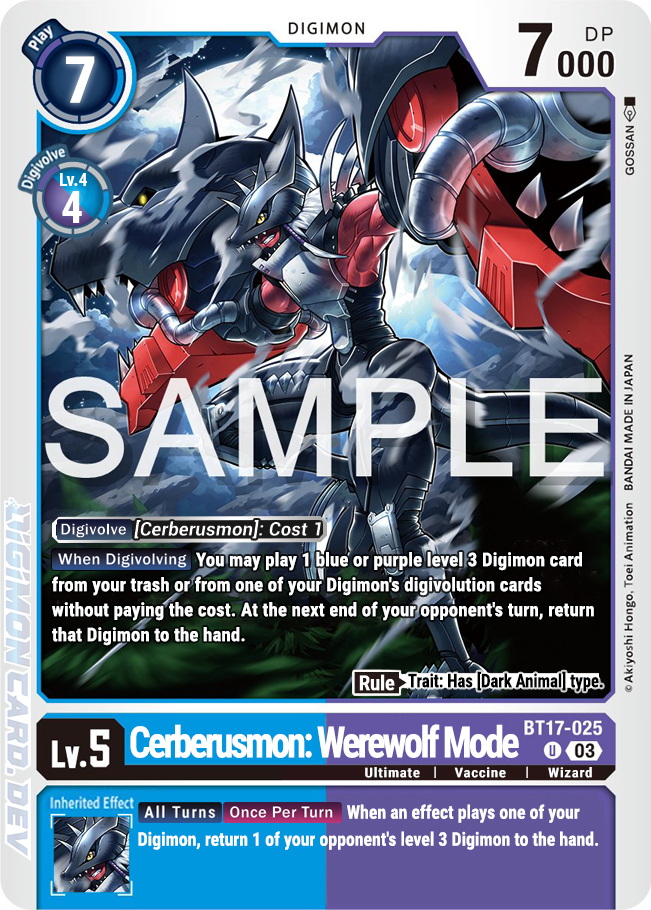 Play
7
DIGIMON
7000
DP
Digivolve
Lv.4
4
GOSSAN
SAMPLE
BANDAI MADE IN JAPAN
© Akiyoshi Hongo, Toei Animation
Digivolve [Cerberusmon]: Cost 1
When Digivolving You may play 1 blue or purple level 3 Digimon card
from your trash or from one of your Digimon's digivolution cards
without paying the cost. At the next end of your opponent's turn, return
that Digimon to the hand.
Rule Trait: Has [Dark Animal] type.
DIGIMONCARD.DEV
Lv.5
Cerberusmon: Werewolf Mode
BT17-025
U 03
Ultimate | Vaccine | Wizard
Inherited Effect
All Turns Once Per Turn When an effect plays one of your
Digimon, return 1 of your opponent's level 3 Digimon to the hand.